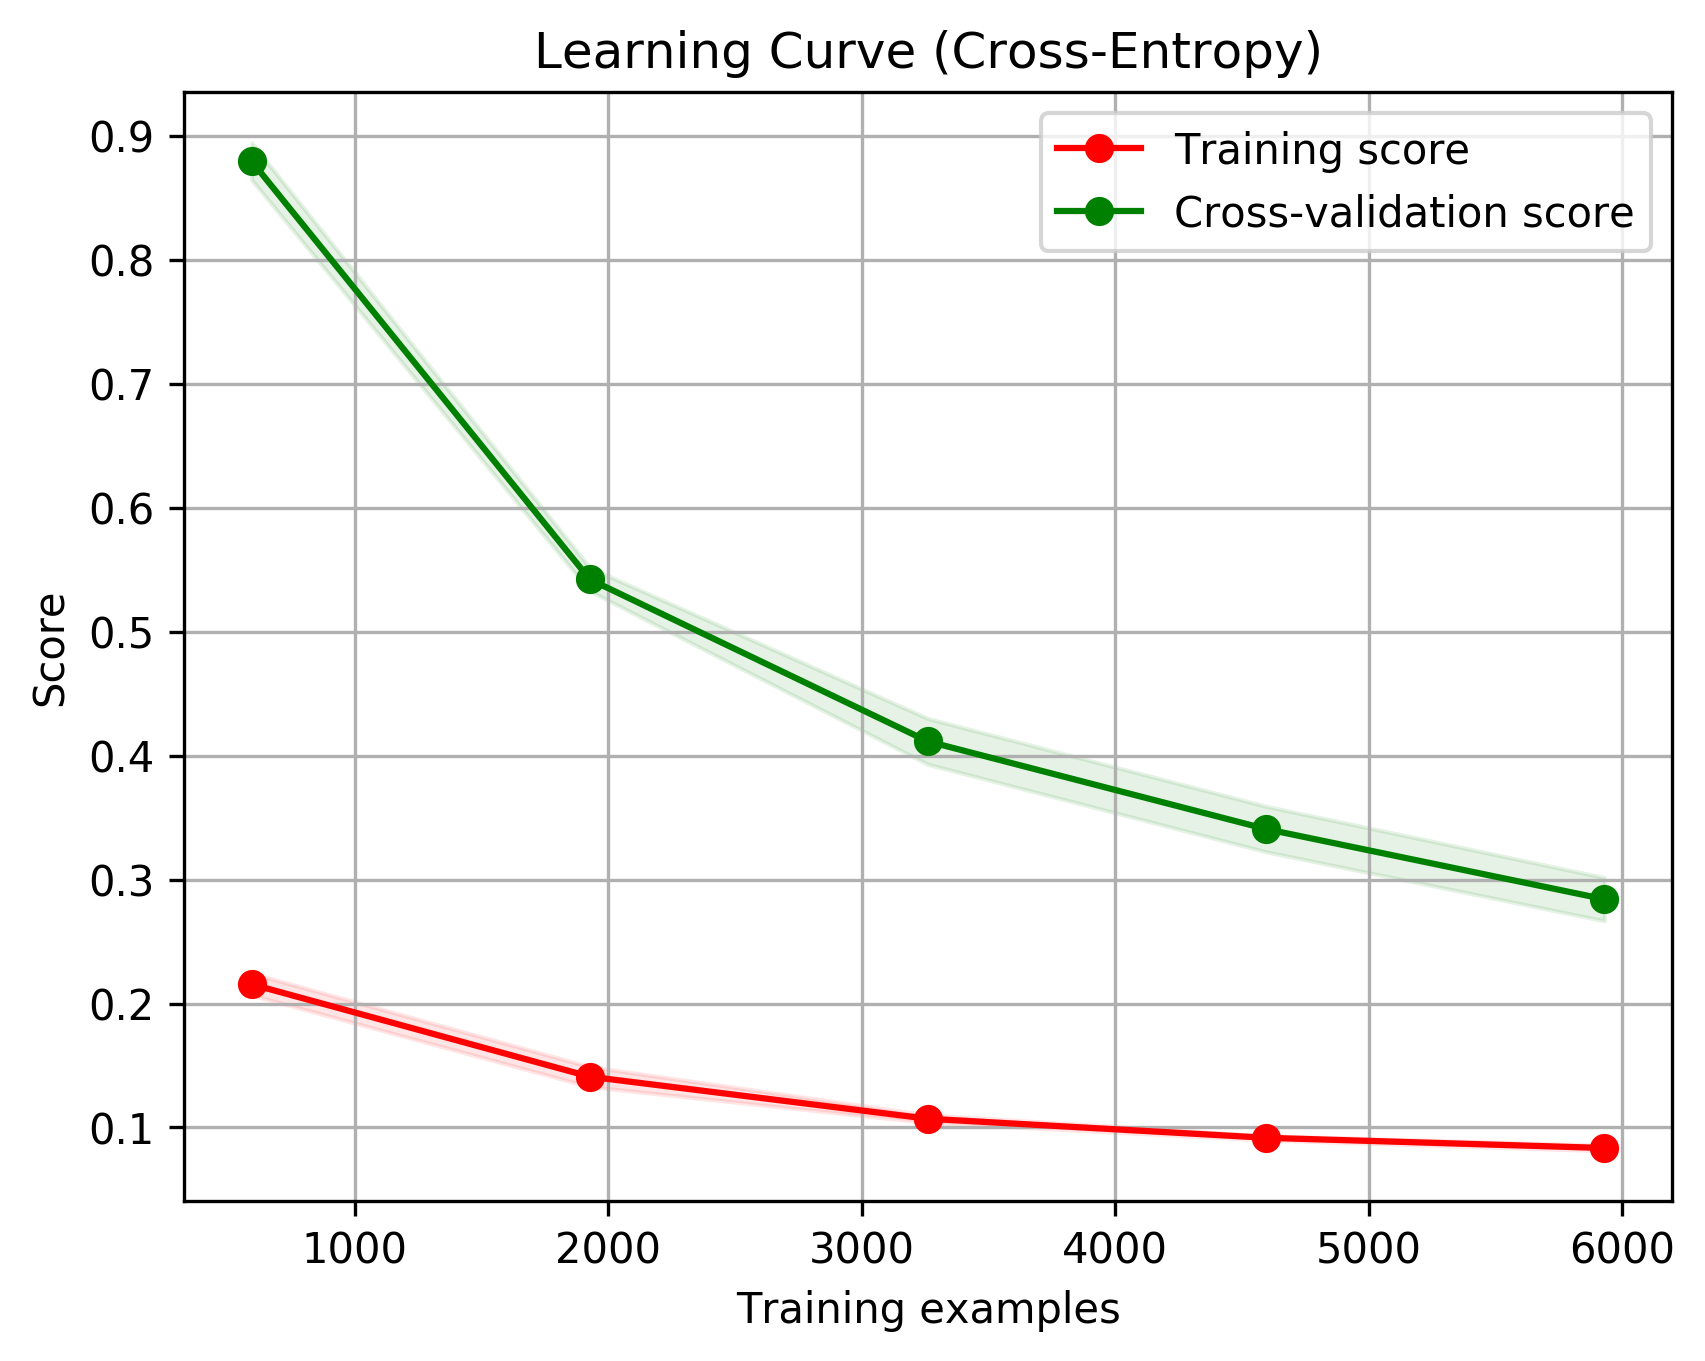 Learning Curve (Cross-Entropy)
Training score
Cross-validation score
0.9
0.8
0.7
0.6
0.5
0.4
0.3
0.2
0.1
Score
1000 2000 3000 4000 5000 6000
Training examples